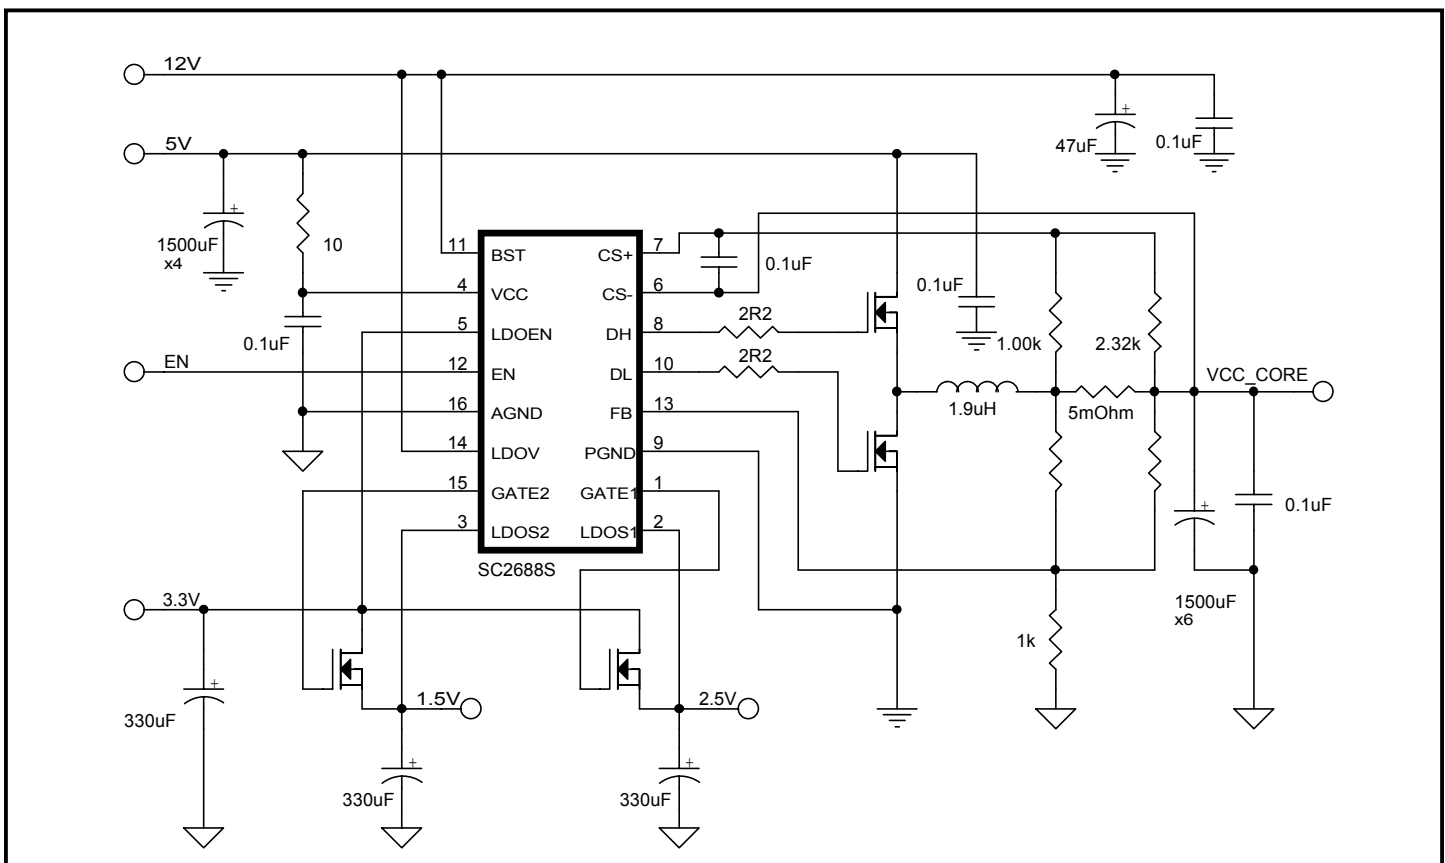 12V
5V
47uF
+
0.1uF
1500uF
x4
+
10
0.1uF
EN
11 BST
4 VCC
5 LDOEN
12 EN
16 AGND
14 LDOV
15 GATE2
3 LDOS2
CS+ 7
CS- 6
DH 8
DL 10
FB 13
PGND 9
GATE1 1
LDOS1 2
SC2688S
0.1uF
2R2
2R2
0.1uF
1.9uH
1.00k
2.32k
5mOhm
VCC_CORE
+
0.1uF
1500uF
x6
1k
3.3V
+
330uF
1.5V
+
330uF
2.5V
+
330uF